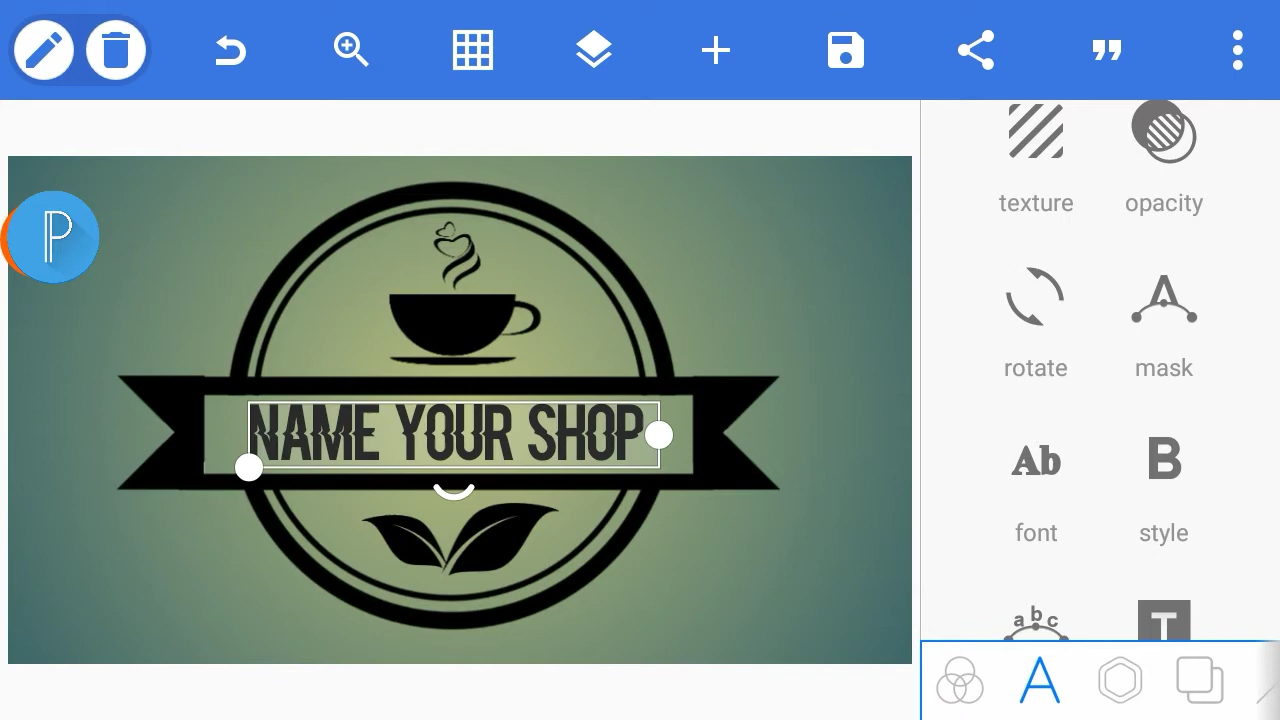 texture opacity
P
NAME YOUR SHOP
rotate mask
Ab B
font style
abc T
A